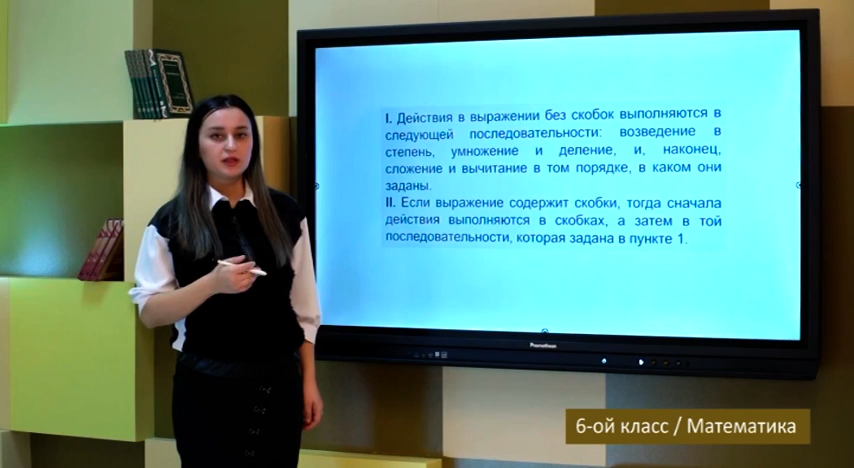 I. Действия в выражении без скобок выполняются в
следующей последовательности: возведение в
степень, умножение и деление, и, наконец,
сложение и вычитание в том порядке, в каком они
заданы.
II. Если выражение содержит скобки, тогда сначала
действия выполняются в скобках, а затем в той
последовательности, которая задана в пункте 1.
Promethean
6-ой класс / Математика